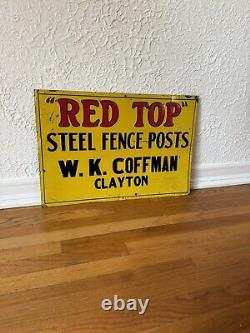 "RED TOP"
STEEL FENCE POSTS
W. K. COFFMAN
CLAYTON